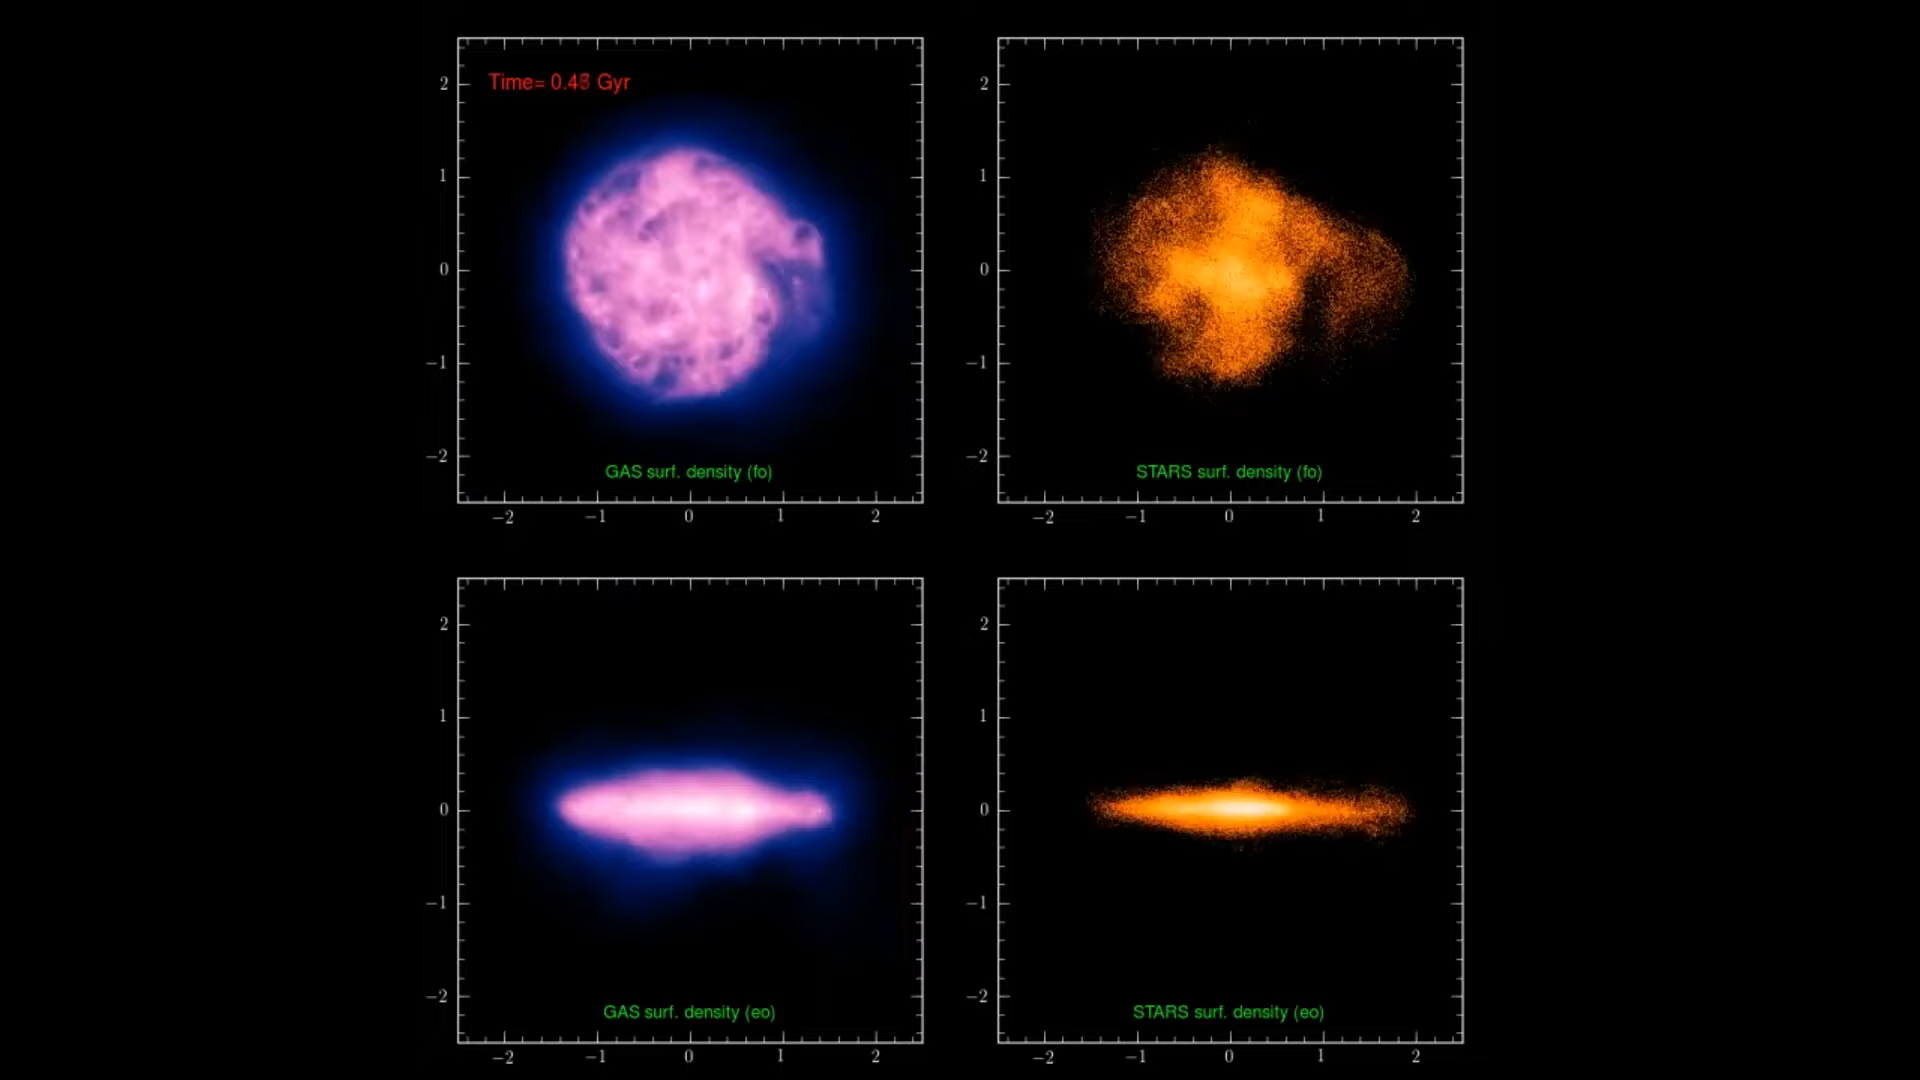 Time= 0.48 Gyr
2
1
0
−1
−2
GAS surf. density (fo)
−2 −1 0 1 2
2
1
0
−1
−2
STARS surf. density (fo)
−2 −1 0 1 2
2
1
0
−1
−2
GAS surf. density (eo)
−2 −1 0 1 2
2
1
0
−1
−2
STARS surf. density (eo)
−2 −1 0 1 2